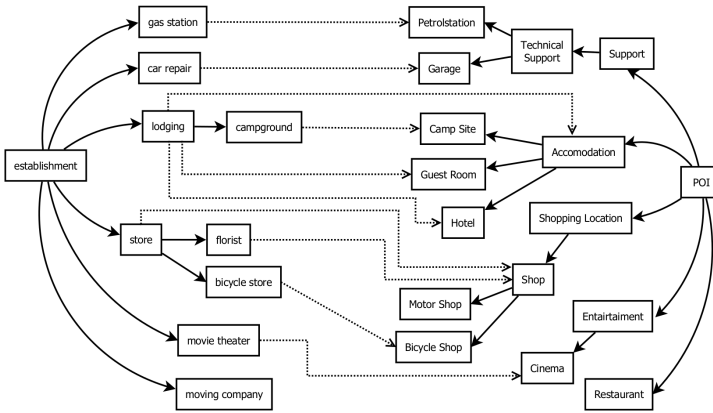 gas station
Petrolstation
Technical
Support
Support
car repair
Garage
lodging
campground
Camp Site
Accomodation
establishment
Guest Room
POI
Hotel
Shopping Location
store
florist
bicycle store
Shop
Motor Shop
Entairtaiment
movie theater
Bicycle Shop
Cinema
moving company
Restaurant